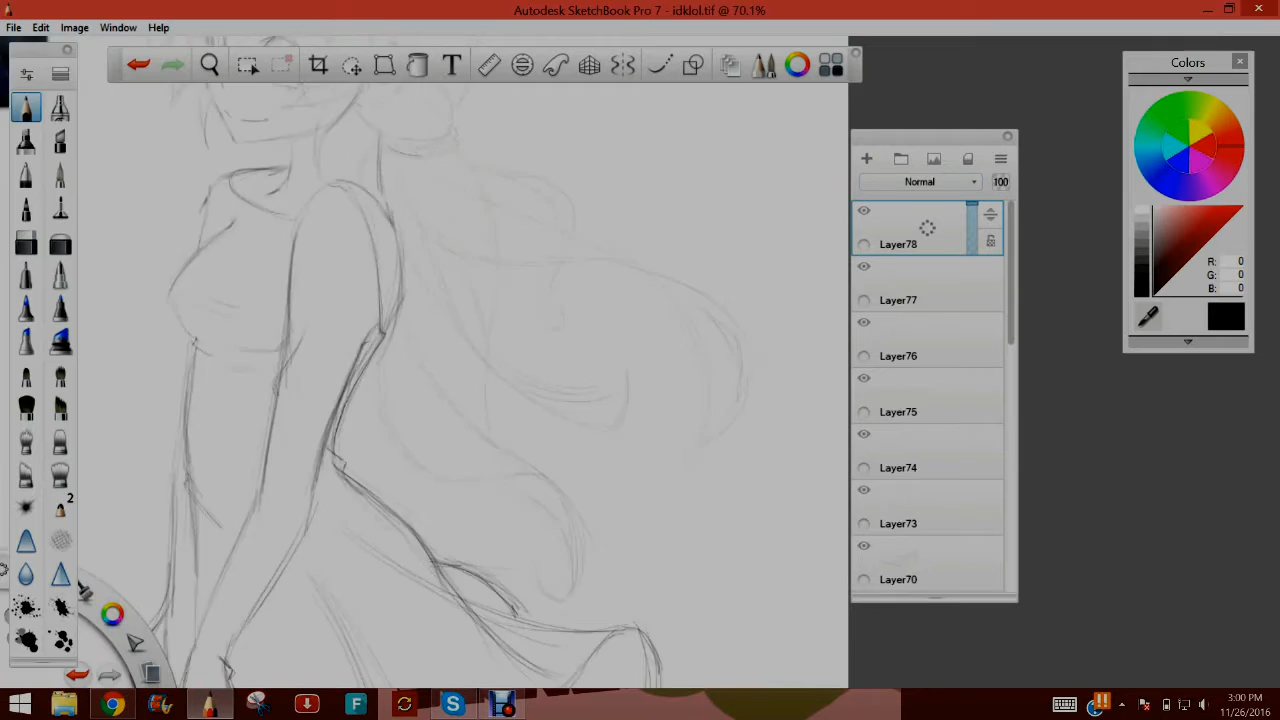 Autodesk SketchBook Pro 7 - idklol.tif @ 70.1%
File Edit Image Window Help
T
Colors
Normal 100
Layer78
Layer77
Layer76
Layer75
Layer74
Layer73
Layer70
R: 0
G: 0
B: 0
2
F
S
3:00 PM
11/26/2016